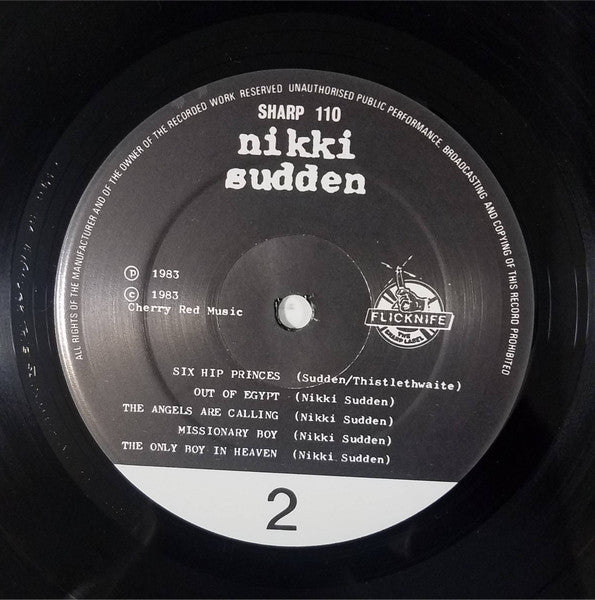 ALL RIGHTS OF THE MANUFACTURER AND OF THE OWNER OF THE RECORDED WORK RESERVED UNAUTHORISED PUBLIC PERFORMANCE, BROADCASTING AND COPYING OF THIS RECORD PROHIBITED
SHARP 110
nikki
sudden
Ⓟ 1983
© 1983
Cherry Red Music
FLICKNIFE
THE
SHARP LABEL
SIX HIP PRINCES (Sudden/Thistlethwaite)
OUT OF EGYPT (Nikki Sudden)
THE ANGELS ARE CALLING (Nikki Sudden)
MISSIONARY BOY (Nikki Sudden)
THE ONLY BOY IN HEAVEN (Nikki Sudden)
2